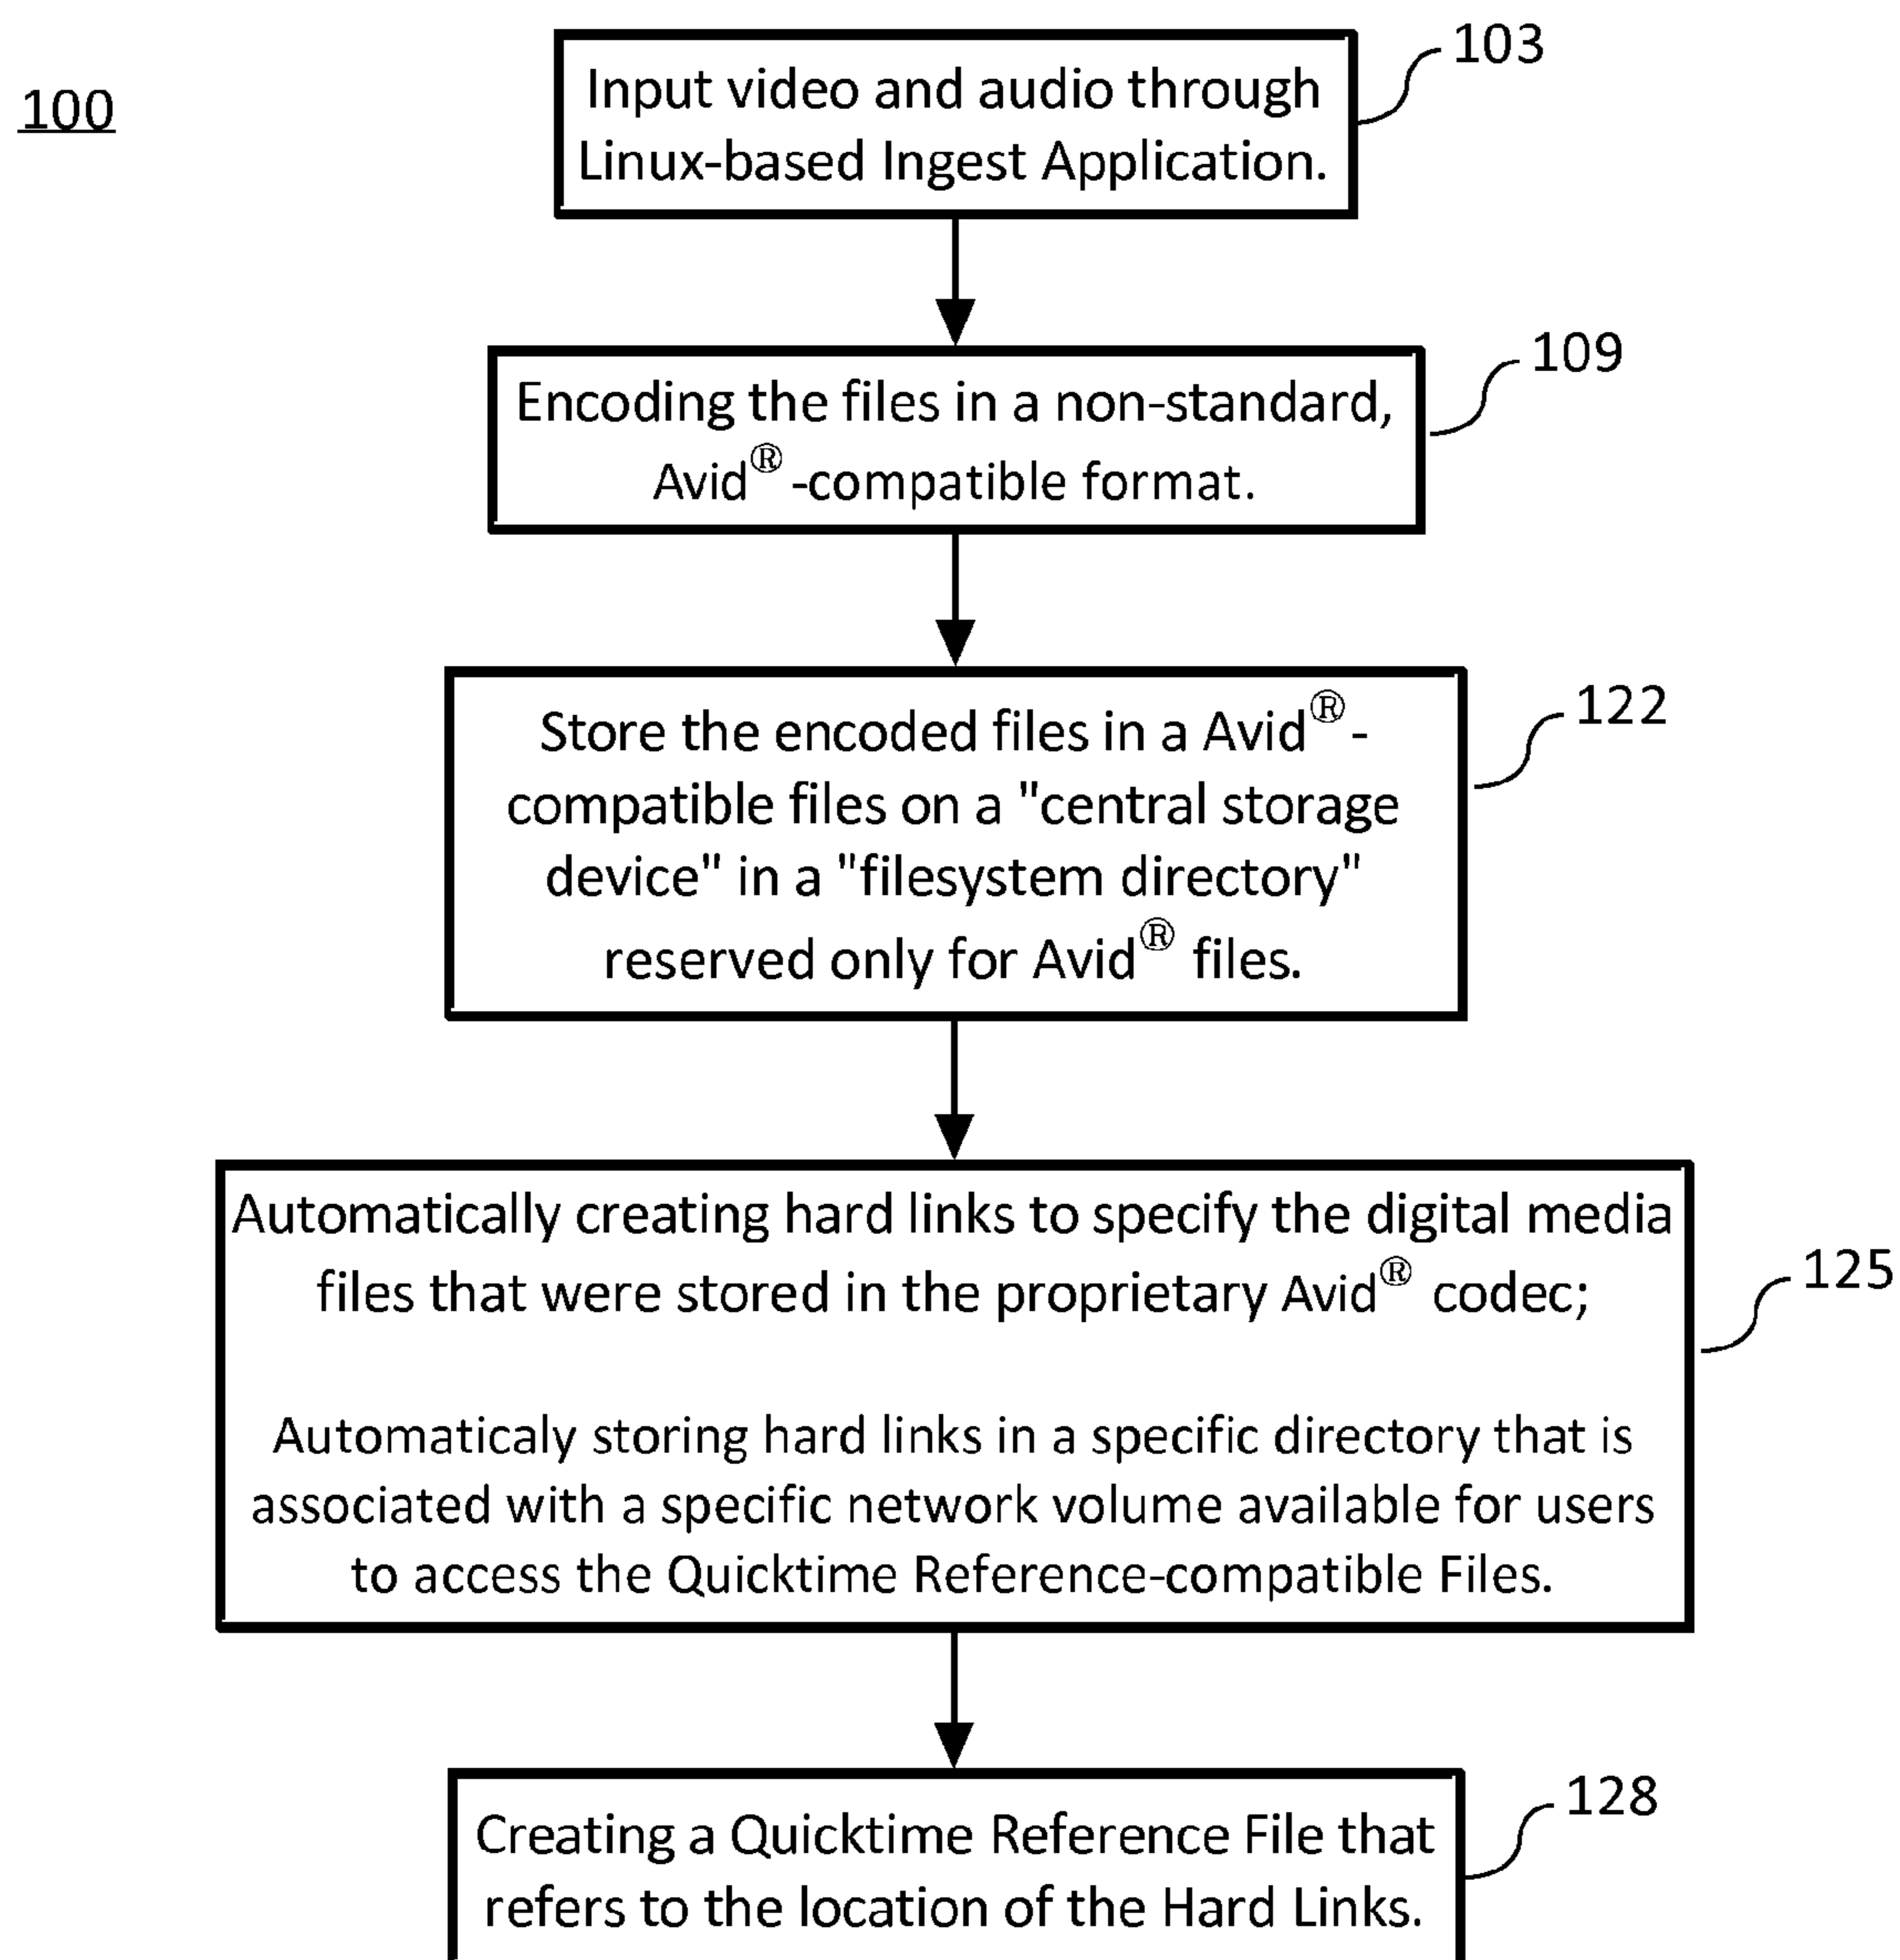 100
103
Input video and audio through
Linux-based Ingest Application.
109
Encoding the files in a non-standard,
Avid®-compatible format.
122
Store the encoded files in a Avid®-
compatible files on a "central storage
device" in a "filesystem directory"
reserved only for Avid® files.
125
Automatically creating hard links to specify the digital media
files that were stored in the proprietary Avid® codec;
Automaticaly storing hard links in a specific directory that is
associated with a specific network volume available for users
to access the Quicktime Reference-compatible Files.
128
Creating a Quicktime Reference File that
refers to the location of the Hard Links.